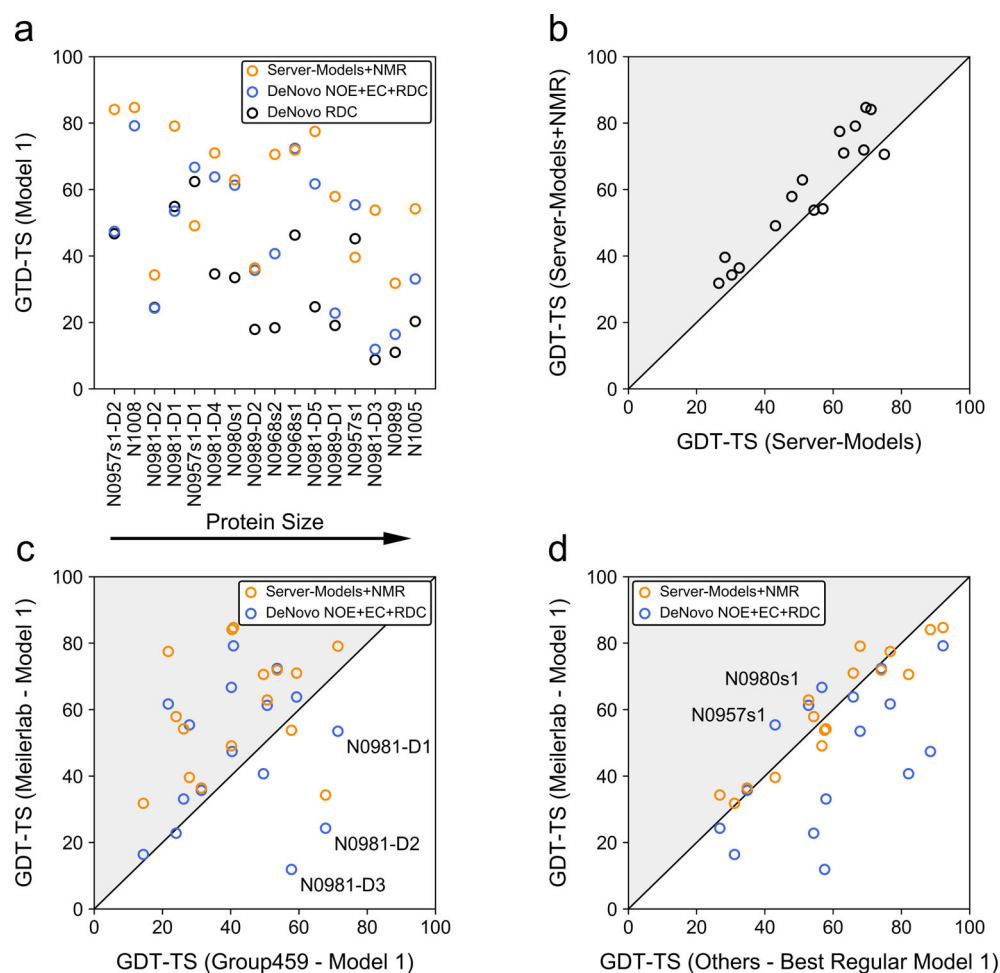 a
GTD-TS (Model 1)
100
80
60
40
20
0
Server-Models+NMR
DeNovo NOE+EC+RDC
DeNovo RDC
N0957s1-D2
N1008
N0981-D2
N0981-D1
N0957s1-D1
N0981-D4
N0980s1
N0989-D2
N0968s2
N0968s1
N0981-D5
N0989-D1
N0957s1
N0981-D3
N0989
N1005
Protein Size
b
GDT-TS (Server-Models+NMR)
100
80
60
40
20
0
0 20 40 60 80 100
GDT-TS (Server-Models)
c
GDT-TS (Meilerlab - Model 1)
100
80
60
40
20
0
Server-Models+NMR
DeNovo NOE+EC+RDC
N0981-D1
N0981-D2
N0981-D3
0 20 40 60 80 100
GDT-TS (Group459 - Model 1)
d
GDT-TS (Meilerlab - Model 1)
100
80
60
40
20
0
Server-Models+NMR
DeNovo NOE+EC+RDC
N0980s1
N0957s1
0 20 40 60 80 100
GDT-TS (Others - Best Regular Model 1)